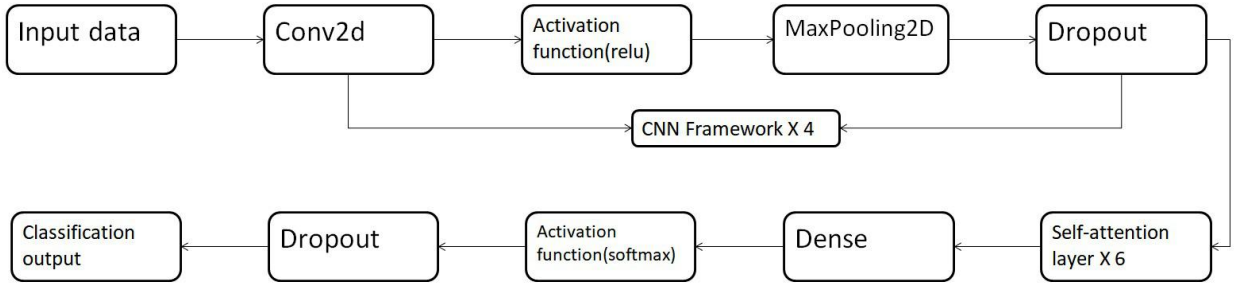 Input data
Conv2d
Activation
function(relu)
MaxPooling2D
Dropout
CNN Framework X 4
Classification
output
Dropout
Activation
function(softmax)
Dense
Self-attention
layer X 6